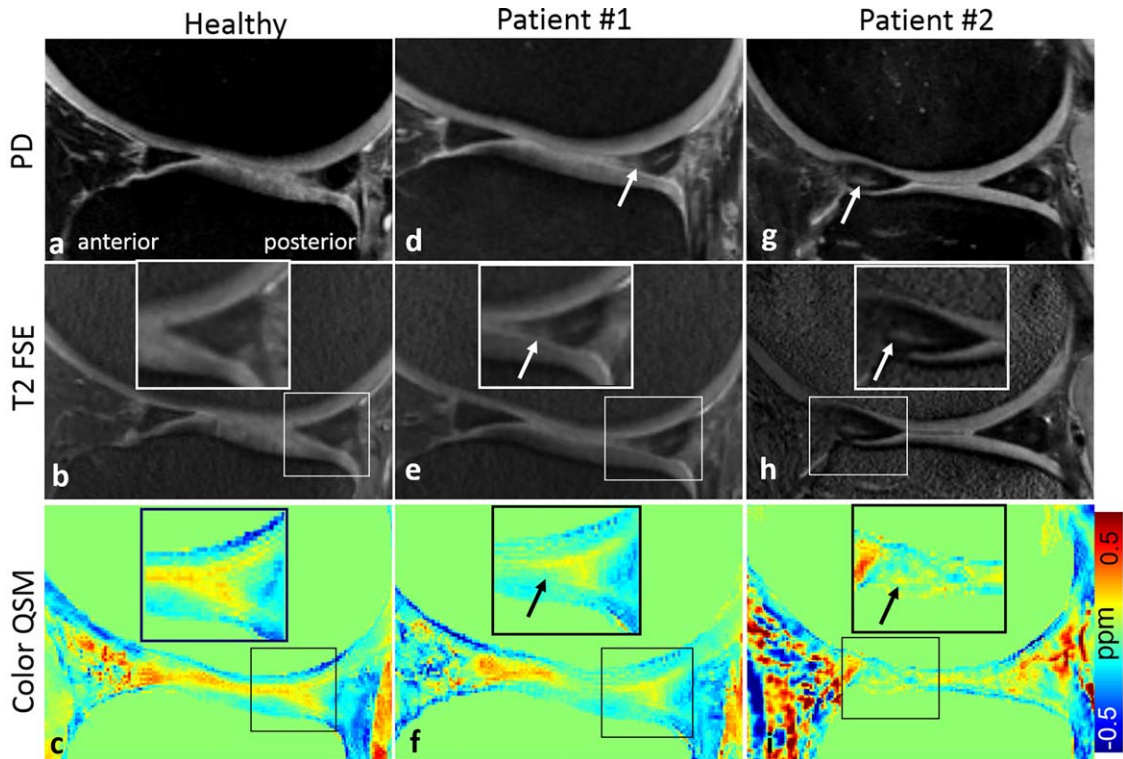 Healthy
Patient #1
Patient #2
PD
a
anterior
posterior
d
g
T2 FSE
b
e
h
Color QSM
c
f
i
0.5
ppm
-0.5